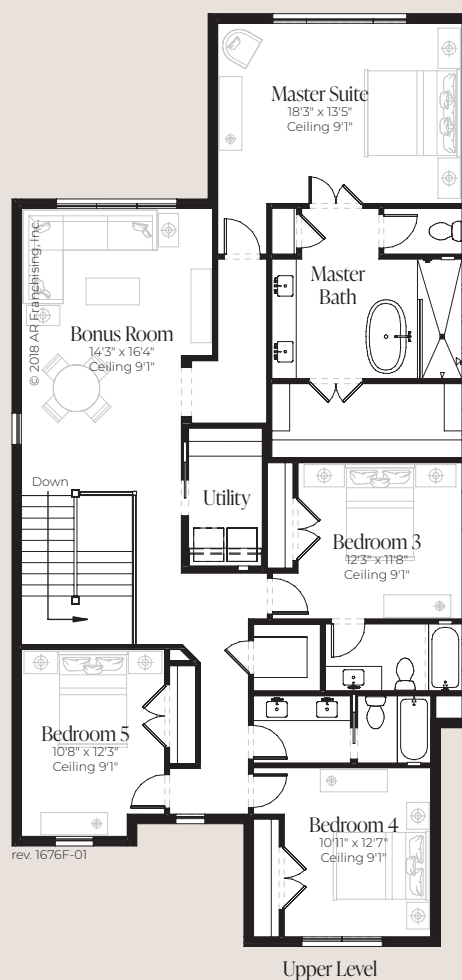 Master Suite
18'3" x 13'5"
Ceiling 9'1"
© 2018 AR Franchising, Inc.
Master
Bath
Bonus Room
14'3" x 16'4"
Ceiling 9'1"
Down
Utility
Bedroom 3
12'3" x 11'8"
Ceiling 9'1"
Bedroom 5
10'8" x 12'3"
Ceiling 9'1"
Bedroom 4
10'11" x 12'7"
Ceiling 9'1"
rev. 1676F-01
Upper Level